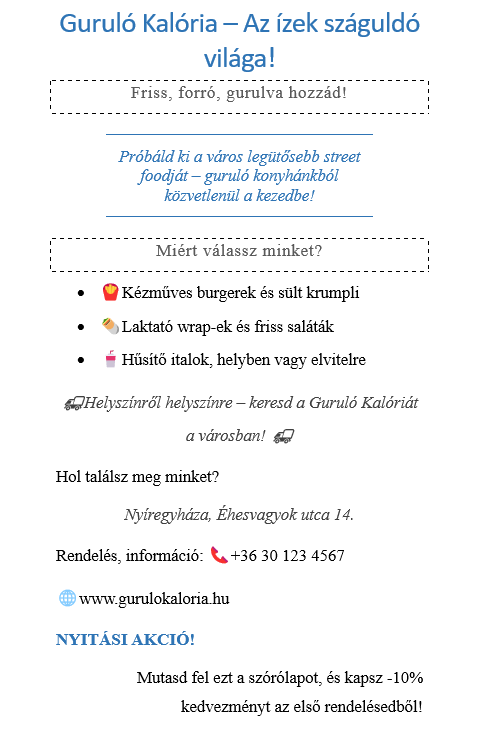 Guruló Kalória – Az ízek száguldó
világa!
Friss, forró, gurulva hozzád!
Próbáld ki a város legütősebb street
foodját – guruló konyhánkból
közvetlenül a kezedbe!
Miért válassz minket?
• 🍟Kézműves burgerek és sült krumpli
• 🌯Laktató wrap-ek és friss saláták
• 🥤Hűsítő italok, helyben vagy elvitelre
🚚Helyszínről helyszínre – keresd a Guruló Kalóriát
a városban! 🚚
Hol találsz meg minket?
Nyíregyháza, Éhesvagyok utca 14.
Rendelés, információ: 📞+36 30 123 4567
🌐www.gurulokaloria.hu
NYITÁSI AKCIÓ!
Mutasd fel ezt a szórólapot, és kapsz -10%
kedvezményt az első rendelésedből!